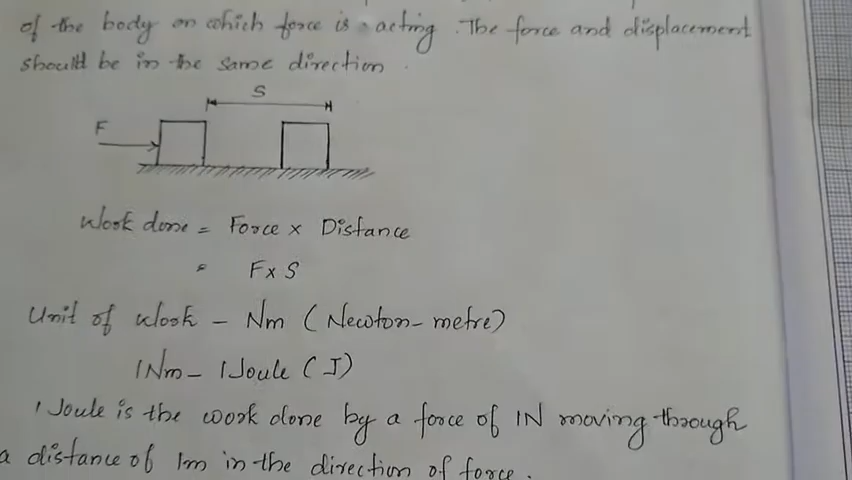 of the body on which force is acting. The force and displacement
should be in the same direction.
S
F
Work done = Force × Distance
= F × S
Unit of Work - Nm (Newton-metre)
1Nm - 1Joule (J)
1 Joule is the work done by a force of 1N moving through
a distance of 1m in the direction of force.